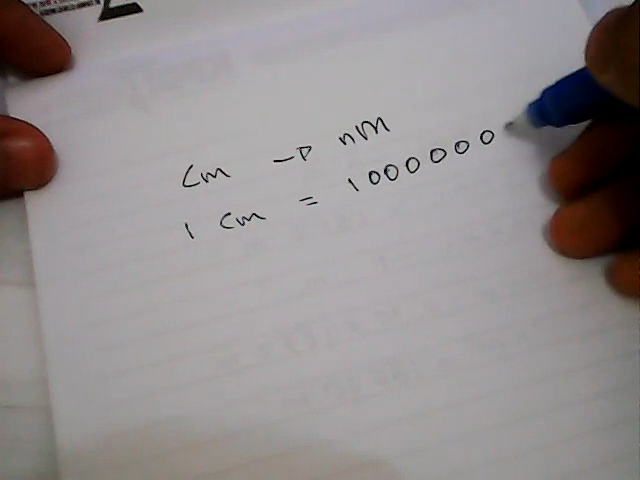 cm → nm
1 cm = 1000000